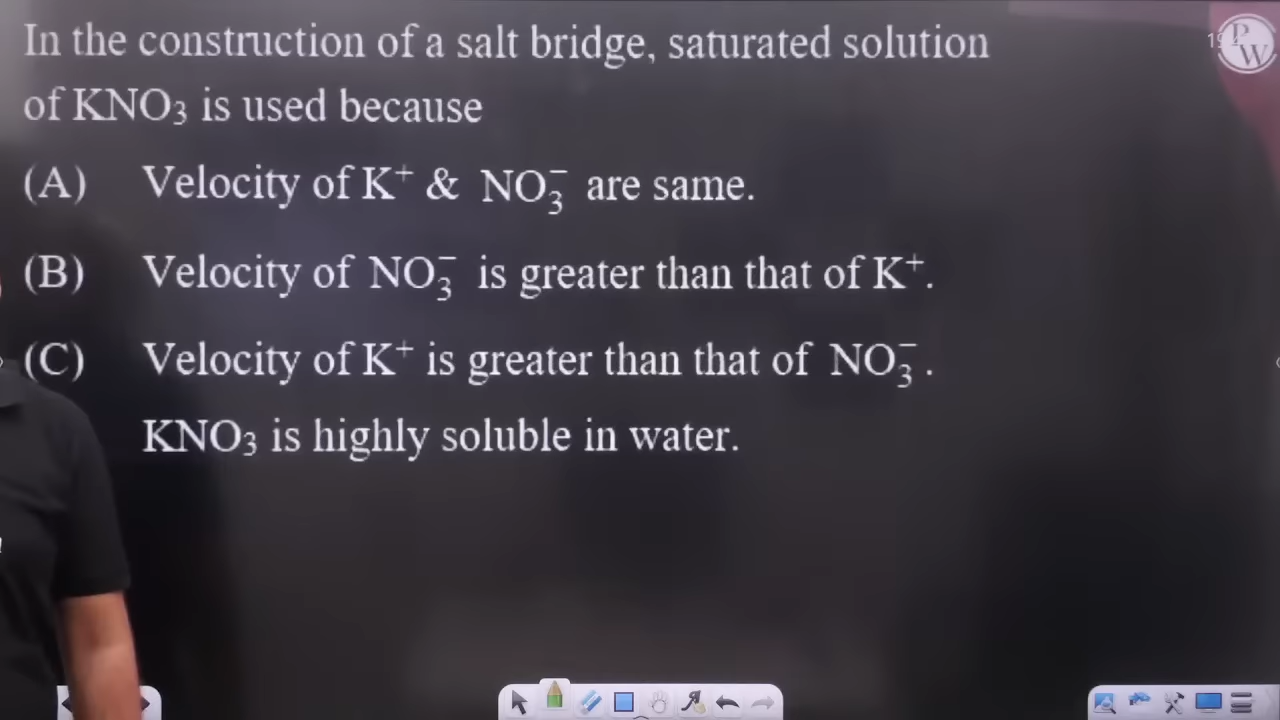 In the construction of a salt bridge, saturated solution
of KNO₃ is used because
(A) Velocity of K⁺ & NO₃⁻ are same.
(B) Velocity of NO₃⁻ is greater than that of K⁺.
(C) Velocity of K⁺ is greater than that of NO₃⁻.
KNO₃ is highly soluble in water.
PW